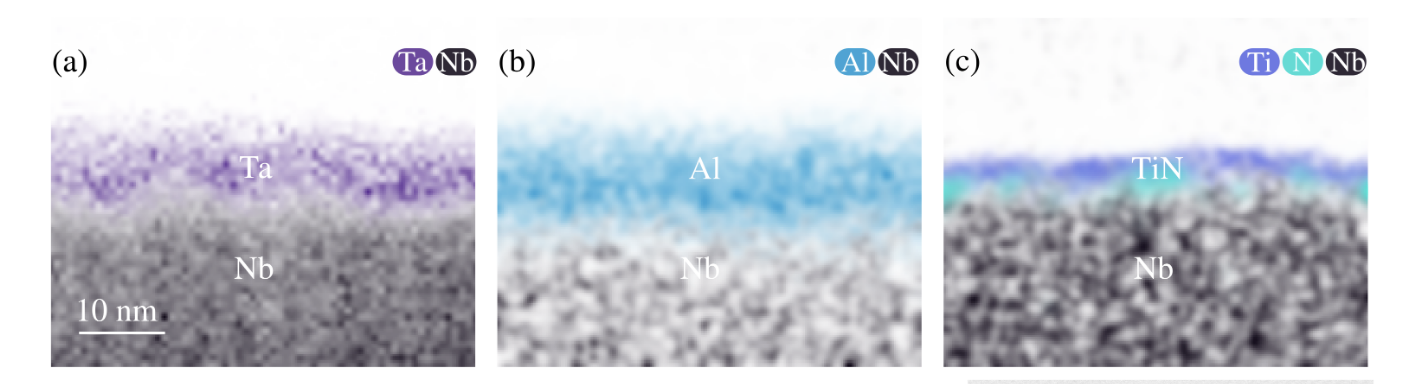 (a) Ta Nb
Ta
Nb
10 nm
(b) Al Nb
Al
Nb
(c) Ti N Nb
TiN
Nb